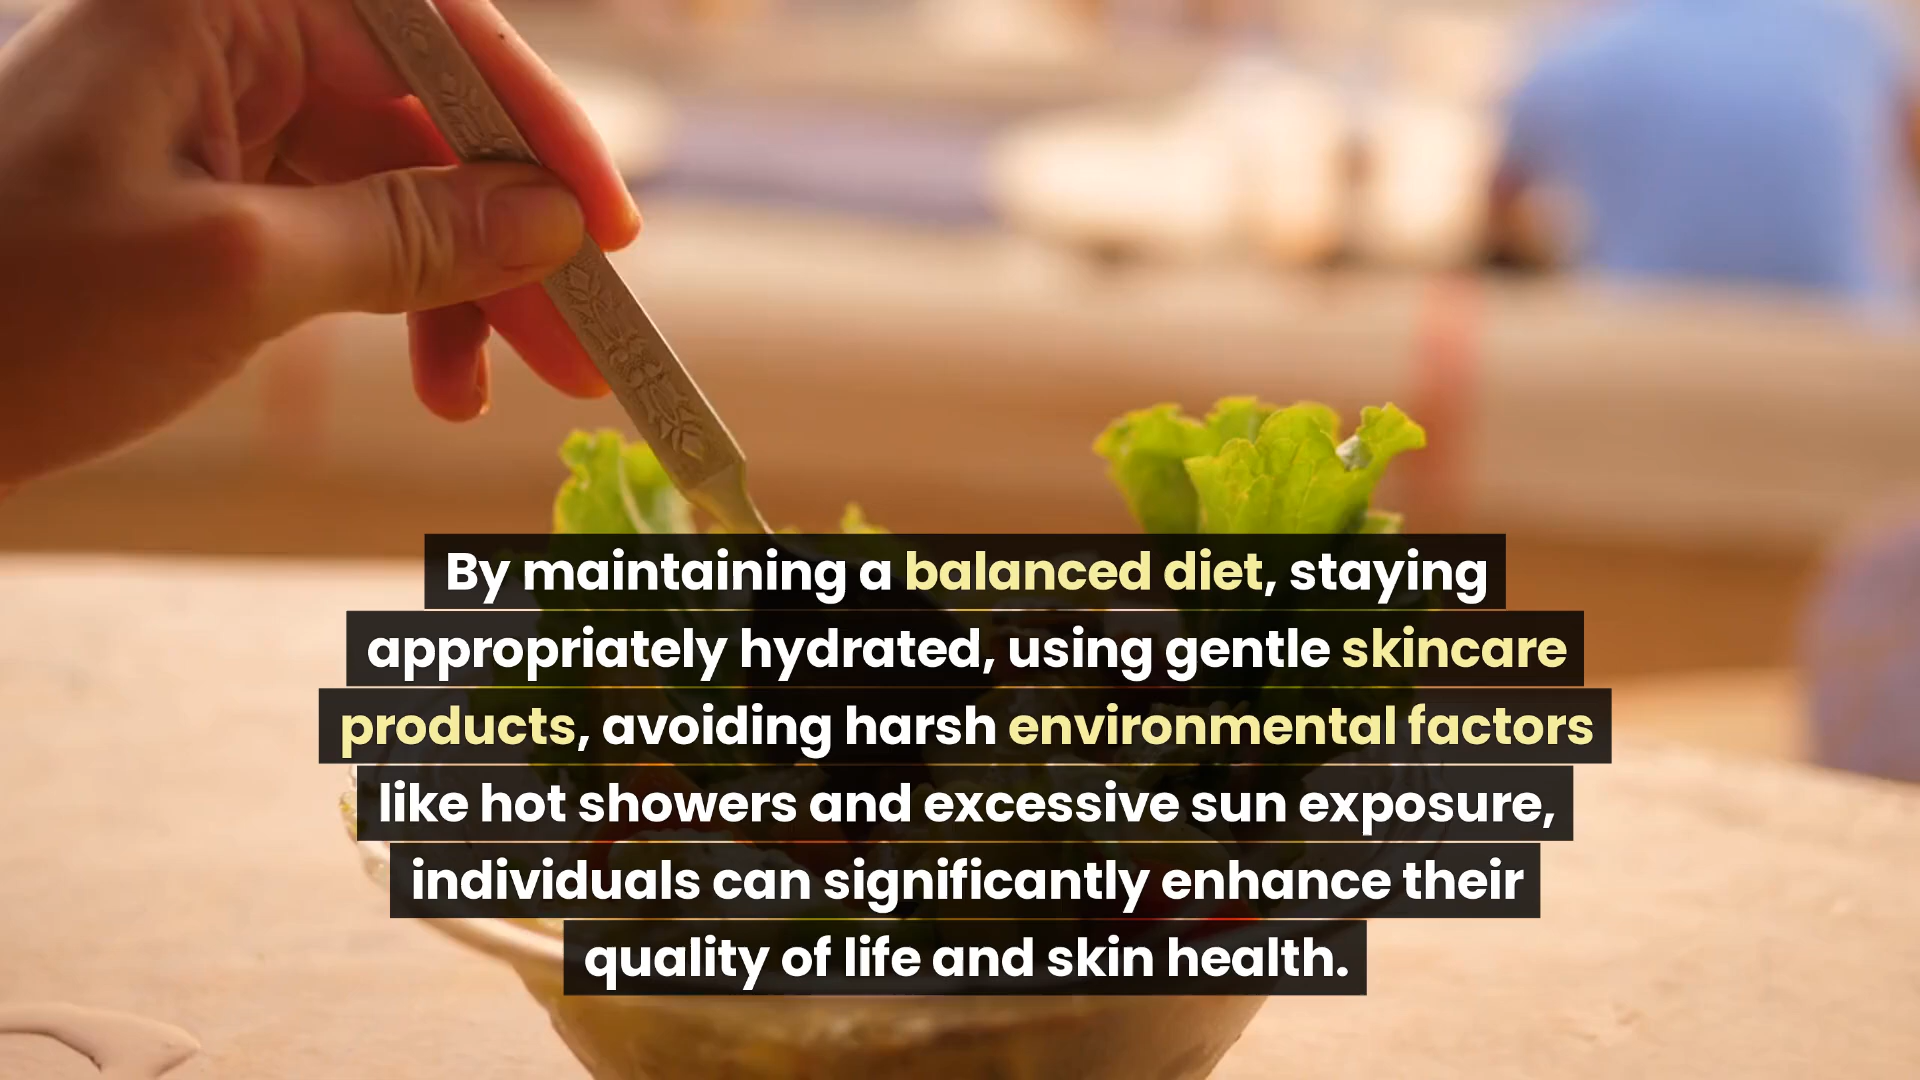 By maintaining a balanced diet, staying
appropriately hydrated, using gentle skincare
products, avoiding harsh environmental factors
like hot showers and excessive sun exposure,
individuals can significantly enhance their
quality of life and skin health.